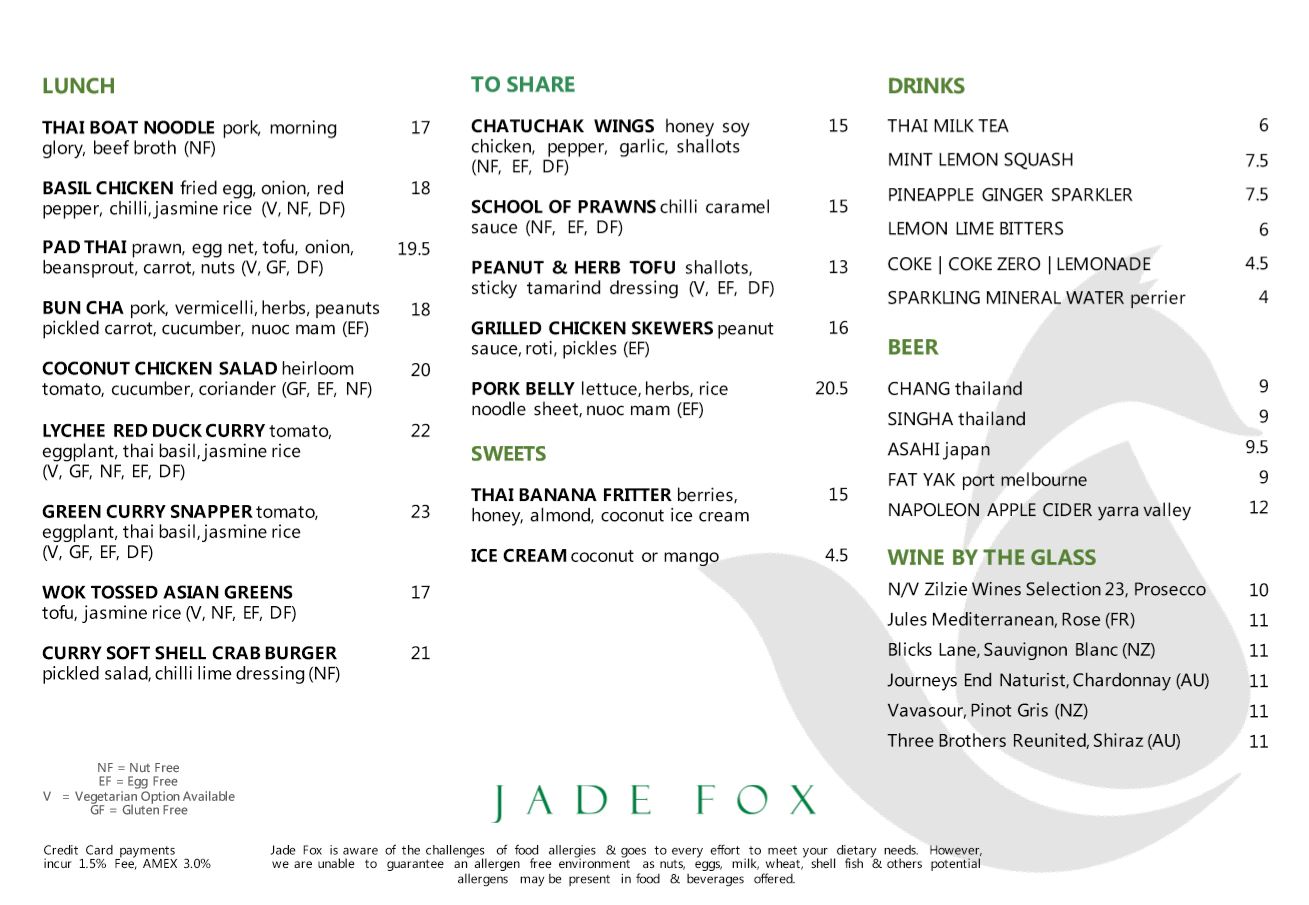 LUNCH
THAI BOAT NOODLE pork, morning 17
glory, beef broth (NF)
BASIL CHICKEN fried egg, onion, red 18
pepper, chilli, jasmine rice (V, NF, DF)
PAD THAI prawn, egg net, tofu, onion, 19.5
beansprout, carrot, nuts (V, GF, DF)
BUN CHA pork, vermicelli, herbs, peanuts 18
pickled carrot, cucumber, nuoc mam (EF)
COCONUT CHICKEN SALAD heirloom 20
tomato, cucumber, coriander (GF, EF, NF)
LYCHEE RED DUCK CURRY tomato, 22
eggplant, thai basil, jasmine rice
(V, GF, NF, EF, DF)
GREEN CURRY SNAPPER tomato, 23
eggplant, thai basil, jasmine rice
(V, GF, EF, DF)
WOK TOSSED ASIAN GREENS 17
tofu, jasmine rice (V, NF, EF, DF)
CURRY SOFT SHELL CRAB BURGER 21
pickled salad, chilli lime dressing (NF)
TO SHARE
CHATUCHAK WINGS honey soy 15
chicken, pepper, garlic, shallots
(NF, EF, DF)
SCHOOL OF PRAWNS chilli caramel 15
sauce (NF, EF, DF)
PEANUT & HERB TOFU shallots, 13
sticky tamarind dressing (V, EF, DF)
GRILLED CHICKEN SKEWERS peanut 16
sauce, roti, pickles (EF)
PORK BELLY lettuce, herbs, rice 20.5
noodle sheet, nuoc mam (EF)
SWEETS
THAI BANANA FRITTER berries, 15
honey, almond, coconut ice cream
ICE CREAM coconut or mango 4.5
DRINKS
THAI MILK TEA 6
MINT LEMON SQUASH 7.5
PINEAPPLE GINGER SPARKLER 7.5
LEMON LIME BITTERS 6
COKE | COKE ZERO | LEMONADE 4.5
SPARKLING MINERAL WATER perrier 4
BEER
CHANG thailand 9
SINGHA thailand 9
ASAHI japan 9.5
FAT YAK port melbourne 9
NAPOLEON APPLE CIDER yarra valley 12
WINE BY THE GLASS
N/V Zilzie Wines Selection 23, Prosecco 10
Jules Mediterranean, Rose (FR) 11
Blicks Lane, Sauvignon Blanc (NZ) 11
Journeys End Naturist, Chardonnay (AU) 11
Vavasour, Pinot Gris (NZ) 11
Three Brothers Reunited, Shiraz (AU) 11
NF = Nut Free
EF = Egg Free
V = Vegetarian Option Available
GF = Gluten Free
JADE FOX
Credit Card payments
incur 1.5% Fee, AMEX 3.0%
Jade Fox is aware of the challenges of food allergies & goes to every effort to meet your dietary needs. However,
we are unable to guarantee an allergen free environment as nuts, eggs, milk, wheat, shell fish & others potential
allergens may be present in food & beverages offered.